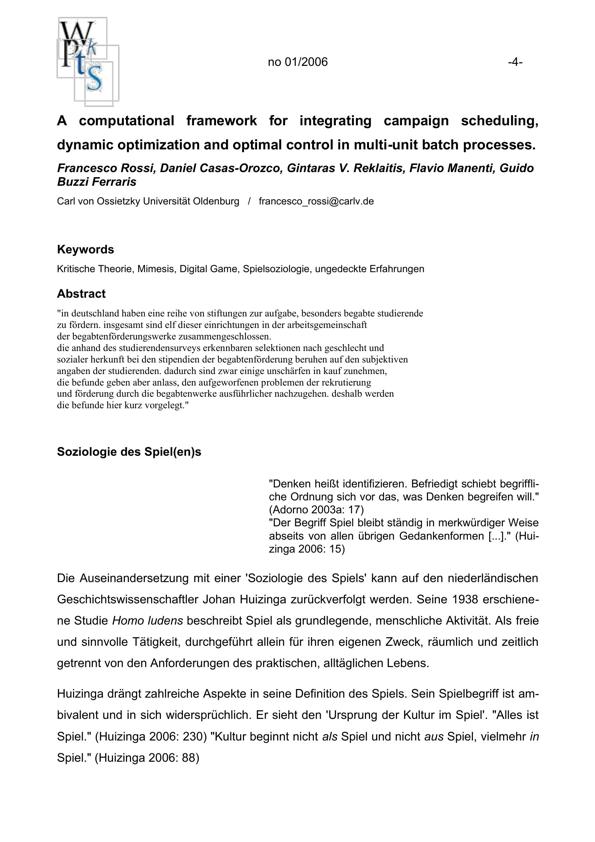 W
Pkts
no 01/2006 -4-
A computational framework for integrating campaign scheduling,
dynamic optimization and optimal control in multi-unit batch processes.
Francesco Rossi, Daniel Casas-Orozco, Gintaras V. Reklaitis, Flavio Manenti, Guido
Buzzi Ferraris
Carl von Ossietzky Universität Oldenburg / francesco_rossi@carlv.de
Keywords
Kritische Theorie, Mimesis, Digital Game, Spielsoziologie, ungedeckte Erfahrungen
Abstract
"in deutschland haben eine reihe von stiftungen zur aufgabe, besonders begabte studierende
zu fördern. insgesamt sind elf dieser einrichtungen in der arbeitsgemeinschaft
der begabtenförderungswerke zusammengeschlossen.
die anhand des studierendensurveys erkennbaren selektionen nach geschlecht und
sozialer herkunft bei den stipendien der begabtenförderung beruhen auf den subjektiven
angaben der studierenden. dadurch sind zwar einige unschärfen in kauf zunehmen,
die befunde geben aber anlass, den aufgeworfenen problemen der rekrutierung
und förderung durch die begabtenwerke ausführlicher nachzugehen. deshalb werden
die befunde hier kurz vorgelegt."
Soziologie des Spiel(en)s
"Denken heißt identifizieren. Befriedigt schiebt begriffli-
che Ordnung sich vor das, was Denken begreifen will."
(Adorno 2003a: 17)
"Der Begriff Spiel bleibt ständig in merkwürdiger Weise
abseits von allen übrigen Gedankenformen [...]." (Hui-
zinga 2006: 15)
Die Auseinandersetzung mit einer 'Soziologie des Spiels' kann auf den niederländischen
Geschichtswissenschaftler Johan Huizinga zurückverfolgt werden. Seine 1938 erschiene-
ne Studie Homo ludens beschreibt Spiel als grundlegende, menschliche Aktivität. Als freie
und sinnvolle Tätigkeit, durchgeführt allein für ihren eigenen Zweck, räumlich und zeitlich
getrennt von den Anforderungen des praktischen, alltäglichen Lebens.
Huizinga drängt zahlreiche Aspekte in seine Definition des Spiels. Sein Spielbegriff ist am-
bivalent und in sich widersprüchlich. Er sieht den 'Ursprung der Kultur im Spiel'. "Alles ist
Spiel." (Huizinga 2006: 230) "Kultur beginnt nicht als Spiel und nicht aus Spiel, vielmehr in
Spiel." (Huizinga 2006: 88)